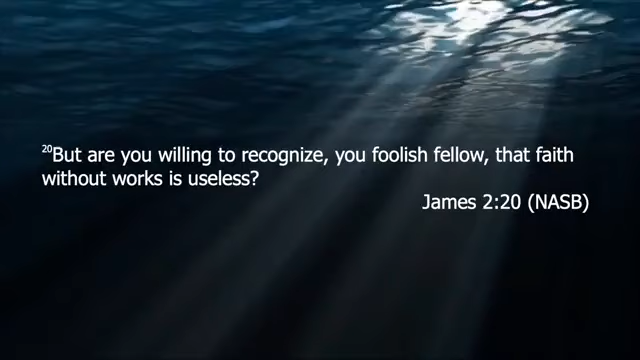 20But are you willing to recognize, you foolish fellow, that faith
without works is useless?
James 2:20 (NASB)